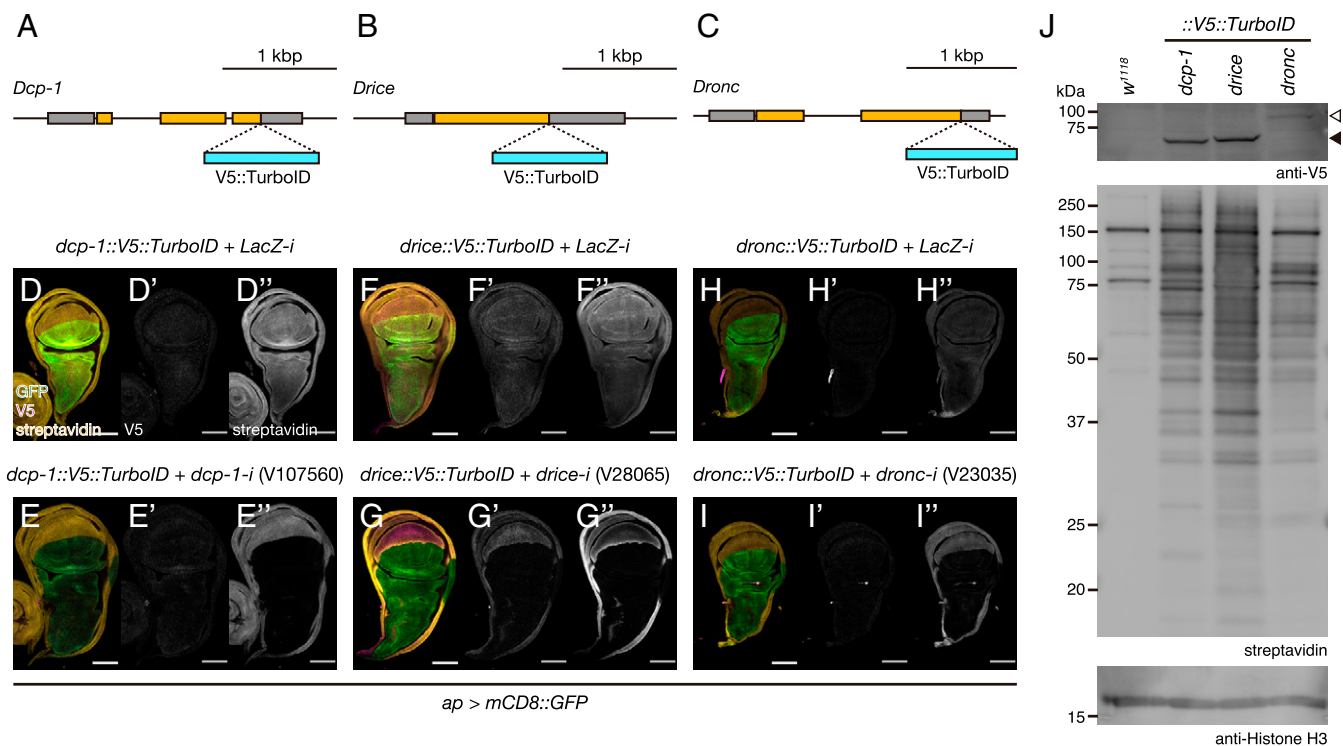 A
1 kbp
Dcp-1
V5::TurboID
B
1 kbp
Drice
V5::TurboID
C
1 kbp
Dronc
V5::TurboID
dcp-1::V5::TurboID + LacZ-i
drice::V5::TurboID + LacZ-i
dronc::V5::TurboID + LacZ-i
D
D’
D’’
GFP
V5
streptavidin
V5
streptavidin
F
F’
F’’
H
H’
H’’
dcp-1::V5::TurboID + dcp-1-i (V107560)
drice::V5::TurboID + drice-i (V28065)
dronc::V5::TurboID + dronc-i (V23035)
E
E’
E’’
G
G’
G’’
I
I’
I’’
ap > mCD8::GFP
J
::V5::TurboID
w1118
dcp-1
drice
dronc
kDa
100
75
anti-V5
250
150
100
75
50
37
25
20
streptavidin
15
anti-Histone H3